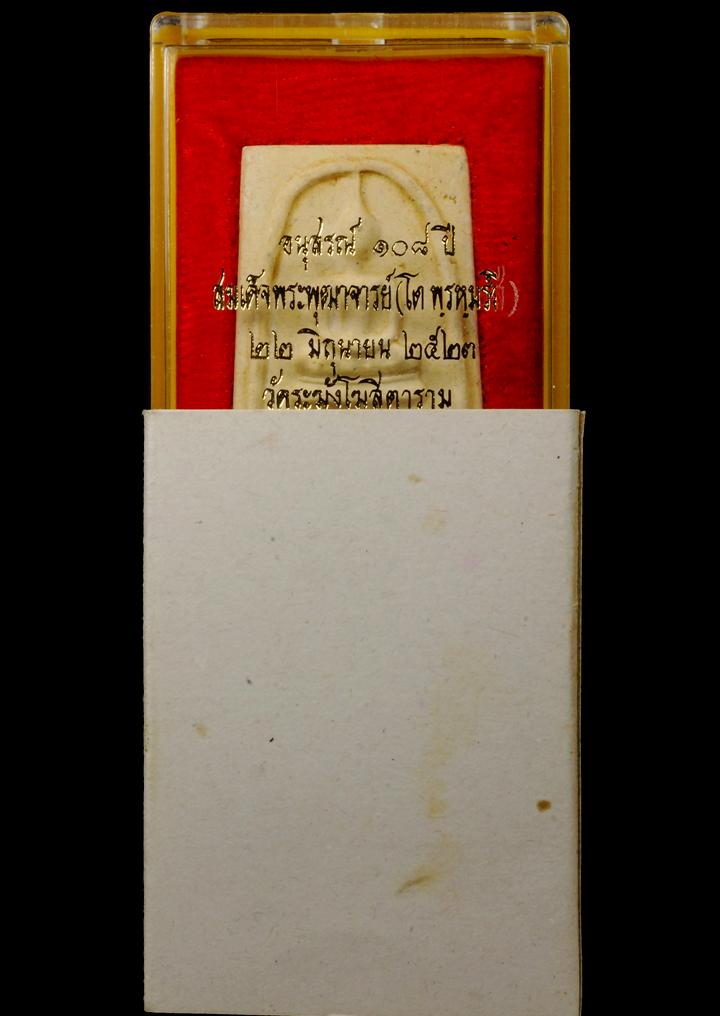 อนุสรณ์ ๑๐๘ ปี
สมเด็จพระพุฒาจารย์ (โต พฺรหฺมรํสี)
๒๒ มิถุนายน ๒๕๒๓
วัดระฆังโฆสิตาราม